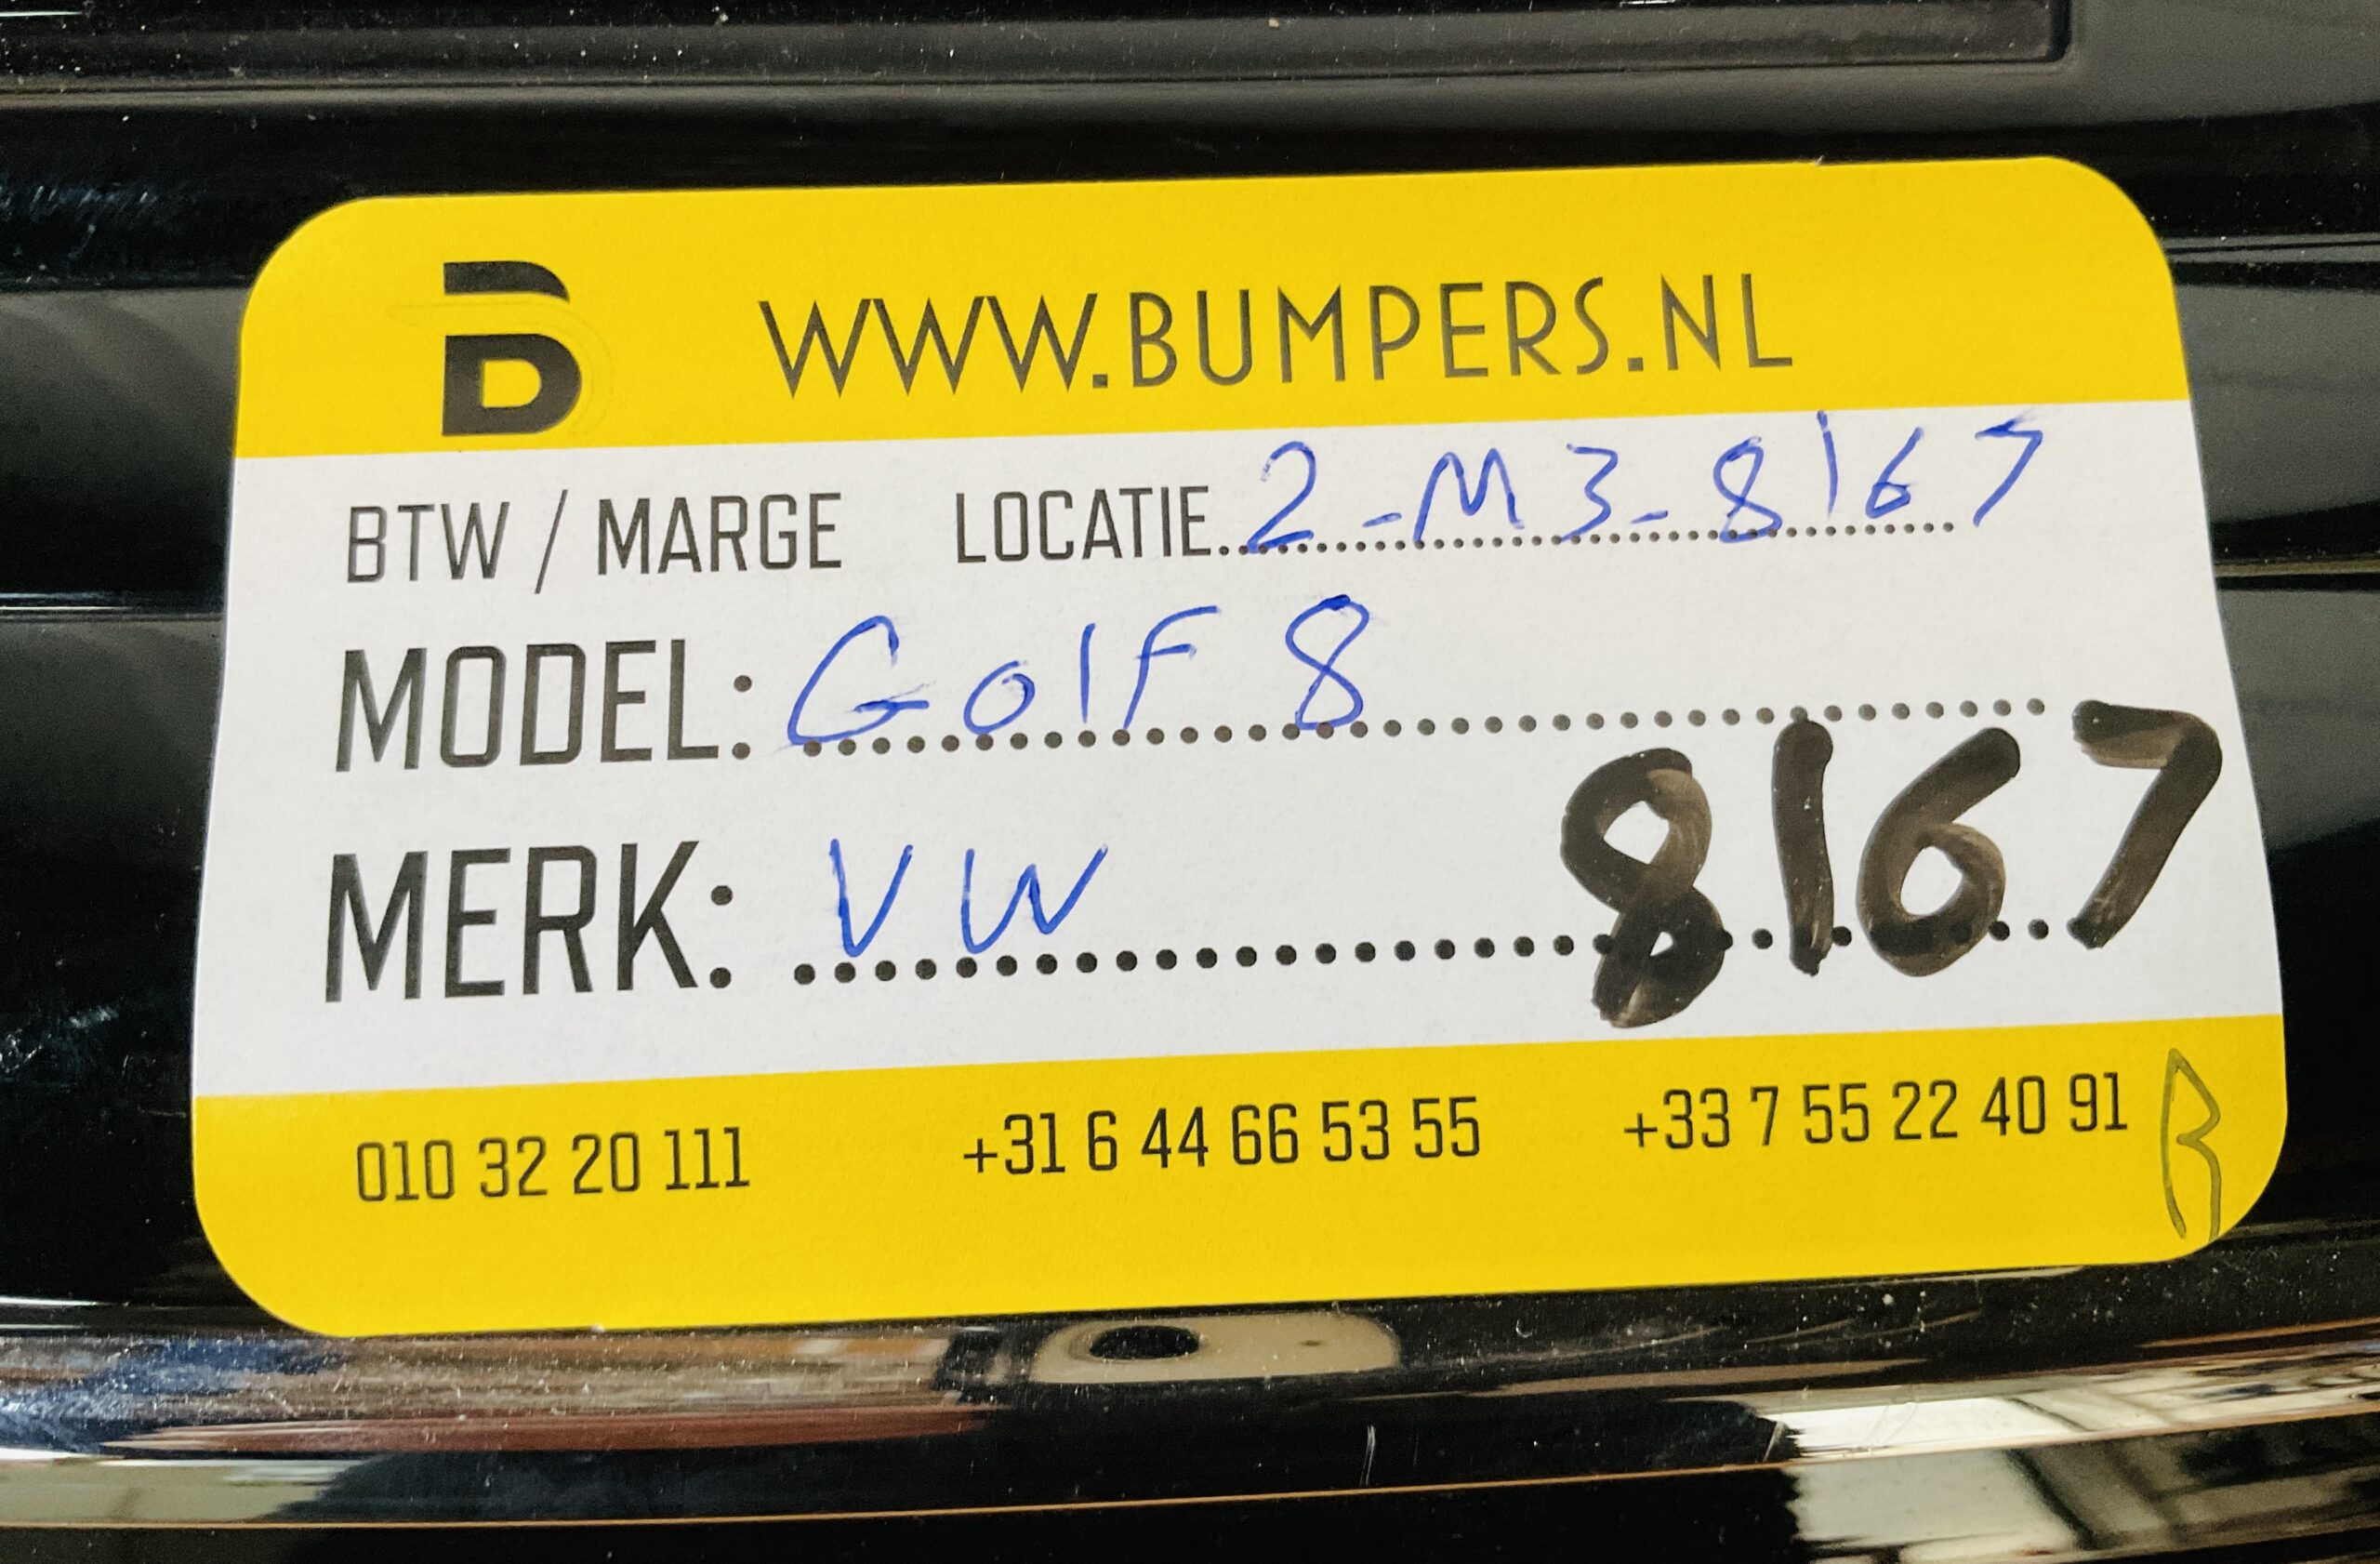 B WWW.BUMPERS.NL
BTW / MARGE LOCATIE..2-M3-8167
MODEL: Golf 8
MERK: VW 8167
010 32 20 111 +31 6 44 66 53 55 +33 7 55 22 40 91 R